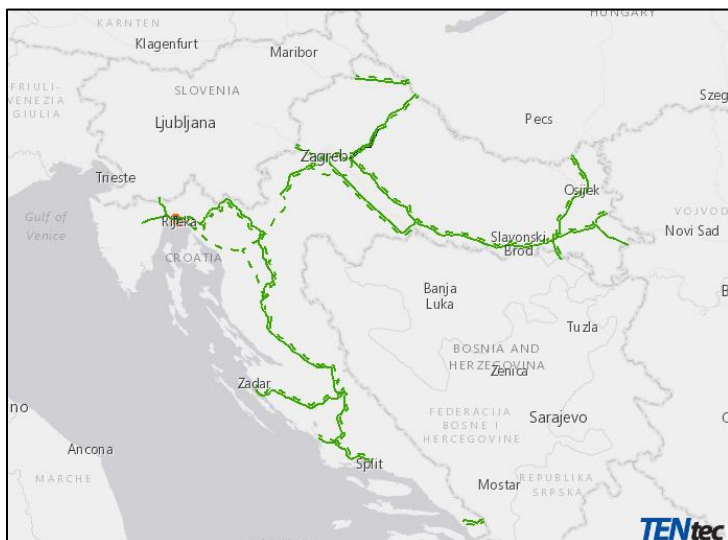 HUNGARY
KÄRNTEN
Klagenfurt
Maribor
FRIULI-
VENEZIA
GIULIA
SLOVENIA
Szeg
Ljubljana
Pecs
Zagreb
Trieste
Osijek
VOJVOD
Gulf of
Venice
Rijeka
Novi Sad
Slavonski
Brod
CROATIA
Banja
Luka
B
Tuzla
BOSNIA AND
HERZEGOVINA
Zenica
Zadar
no
FEDERACIJA
BOSNE I
HERCEGOVINE
Sarajevo
Č
Ancona
Split
MARCHE
Mostar
REPUBLIKA
SRPSKA
TENtec